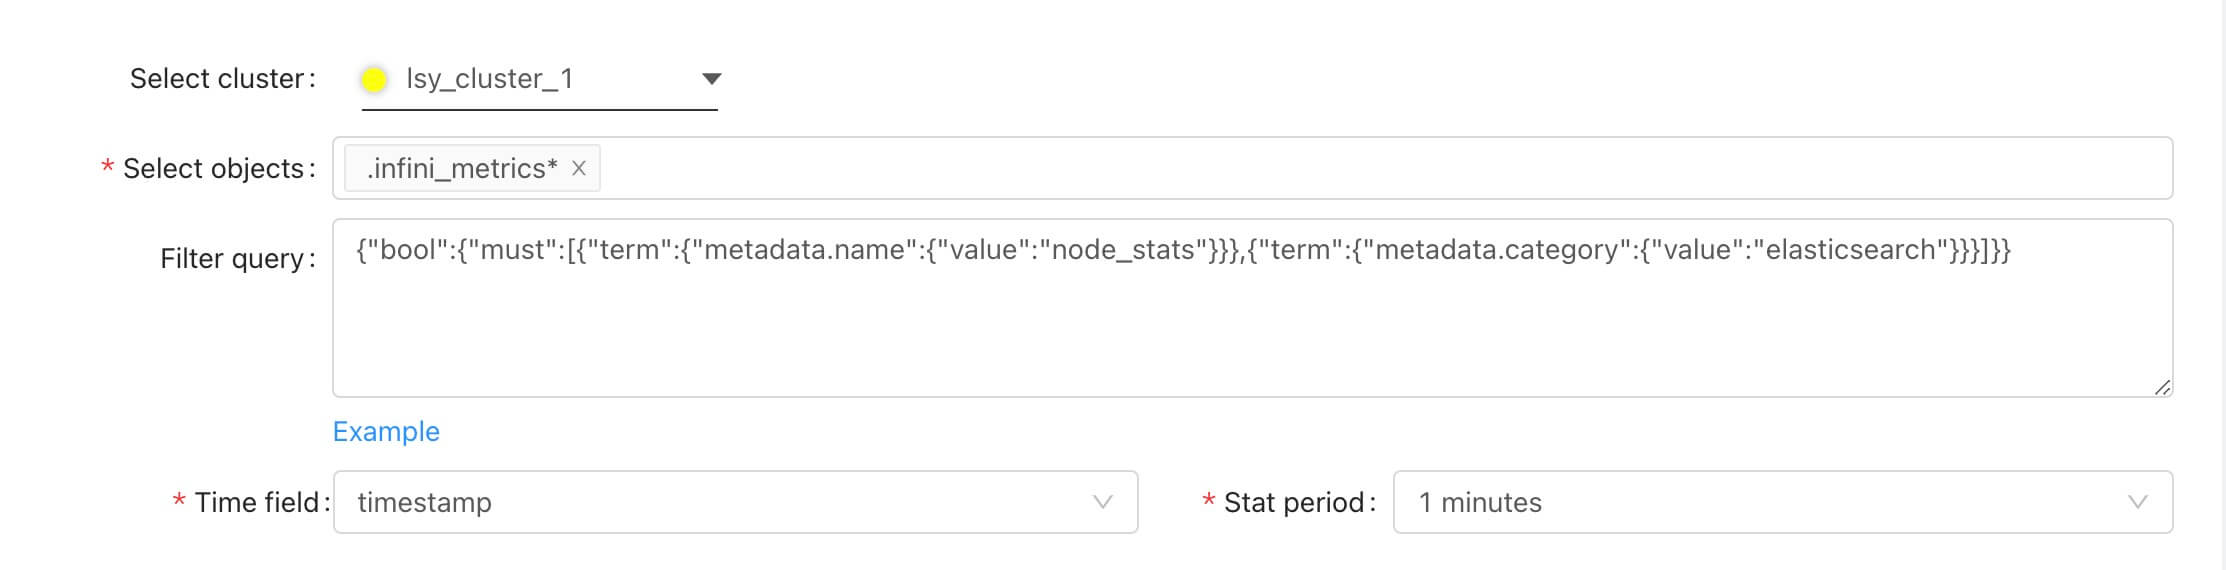 Select cluster: lsy_cluster_1
* Select objects: .infini_metrics* ×
Filter query: {"bool":{"must":[{"term":{"metadata.name":{"value":"node_stats"}}},{"term":{"metadata.category":{"value":"elasticsearch"}}}]}}
Example
* Time field: timestamp * Stat period: 1 minutes